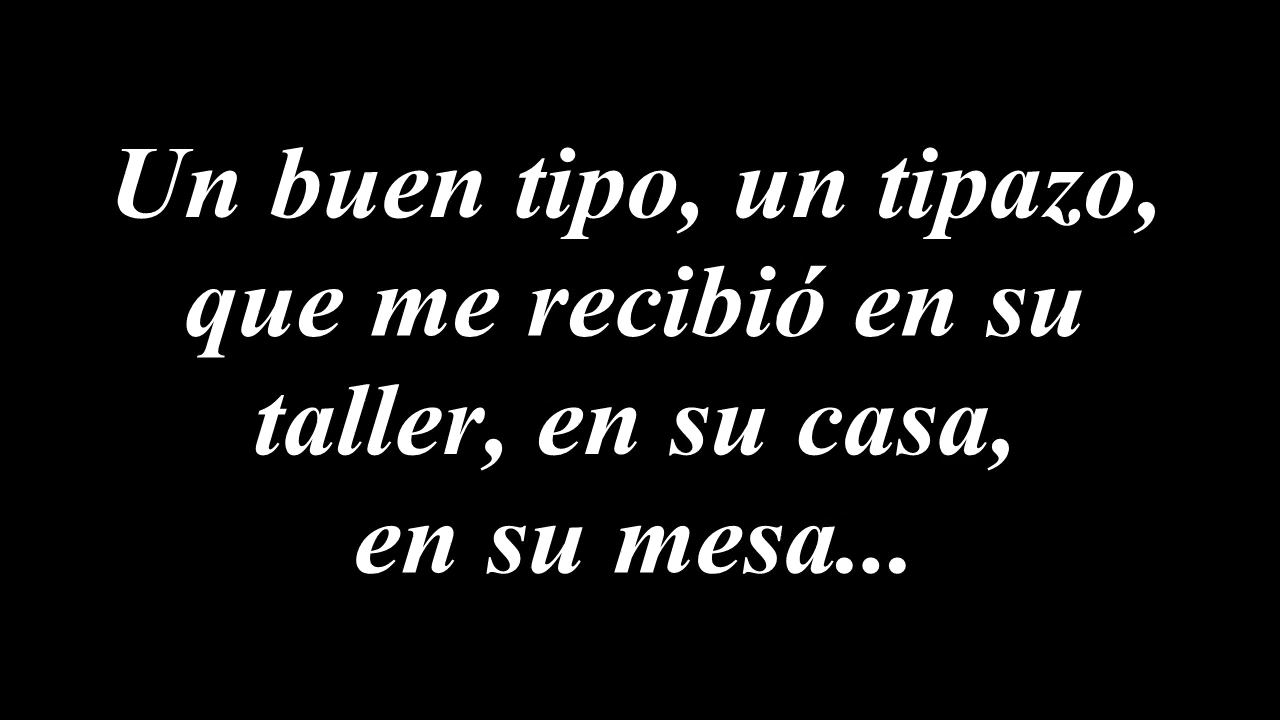 Un buen tipo, un tipazo,
que me recibió en su
taller, en su casa,
en su mesa...